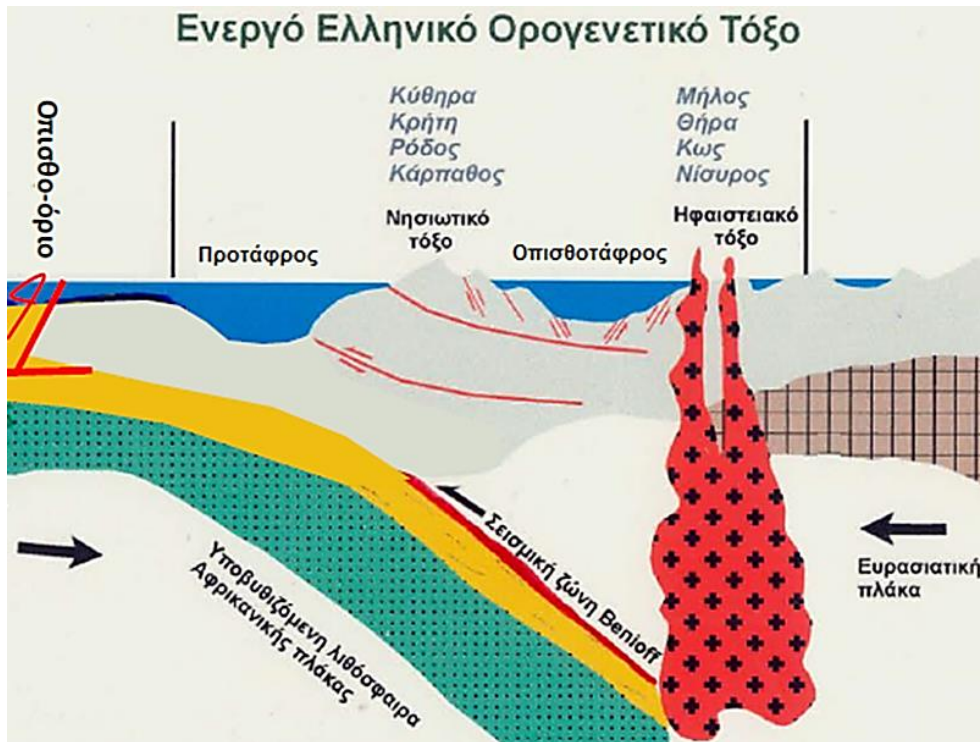 Ενεργό Ελληνικό Ορογενετικό Τόξο
Οπισθο-όριο
Κύθηρα
Κρήτη
Ρόδος
Κάρπαθος
Νησιωτικό
τόξο
Μήλος
Θήρα
Κως
Νίσυρος
Ηφαιστειακό
τόξο
Προτάφρος
Οπισθοτάφρος
Σεισμική ζώνη Benioff
Υποβυθιζόμενη λιθόσφαιρα
Αφρικανικής πλάκας
Ευρασιατική
πλάκα